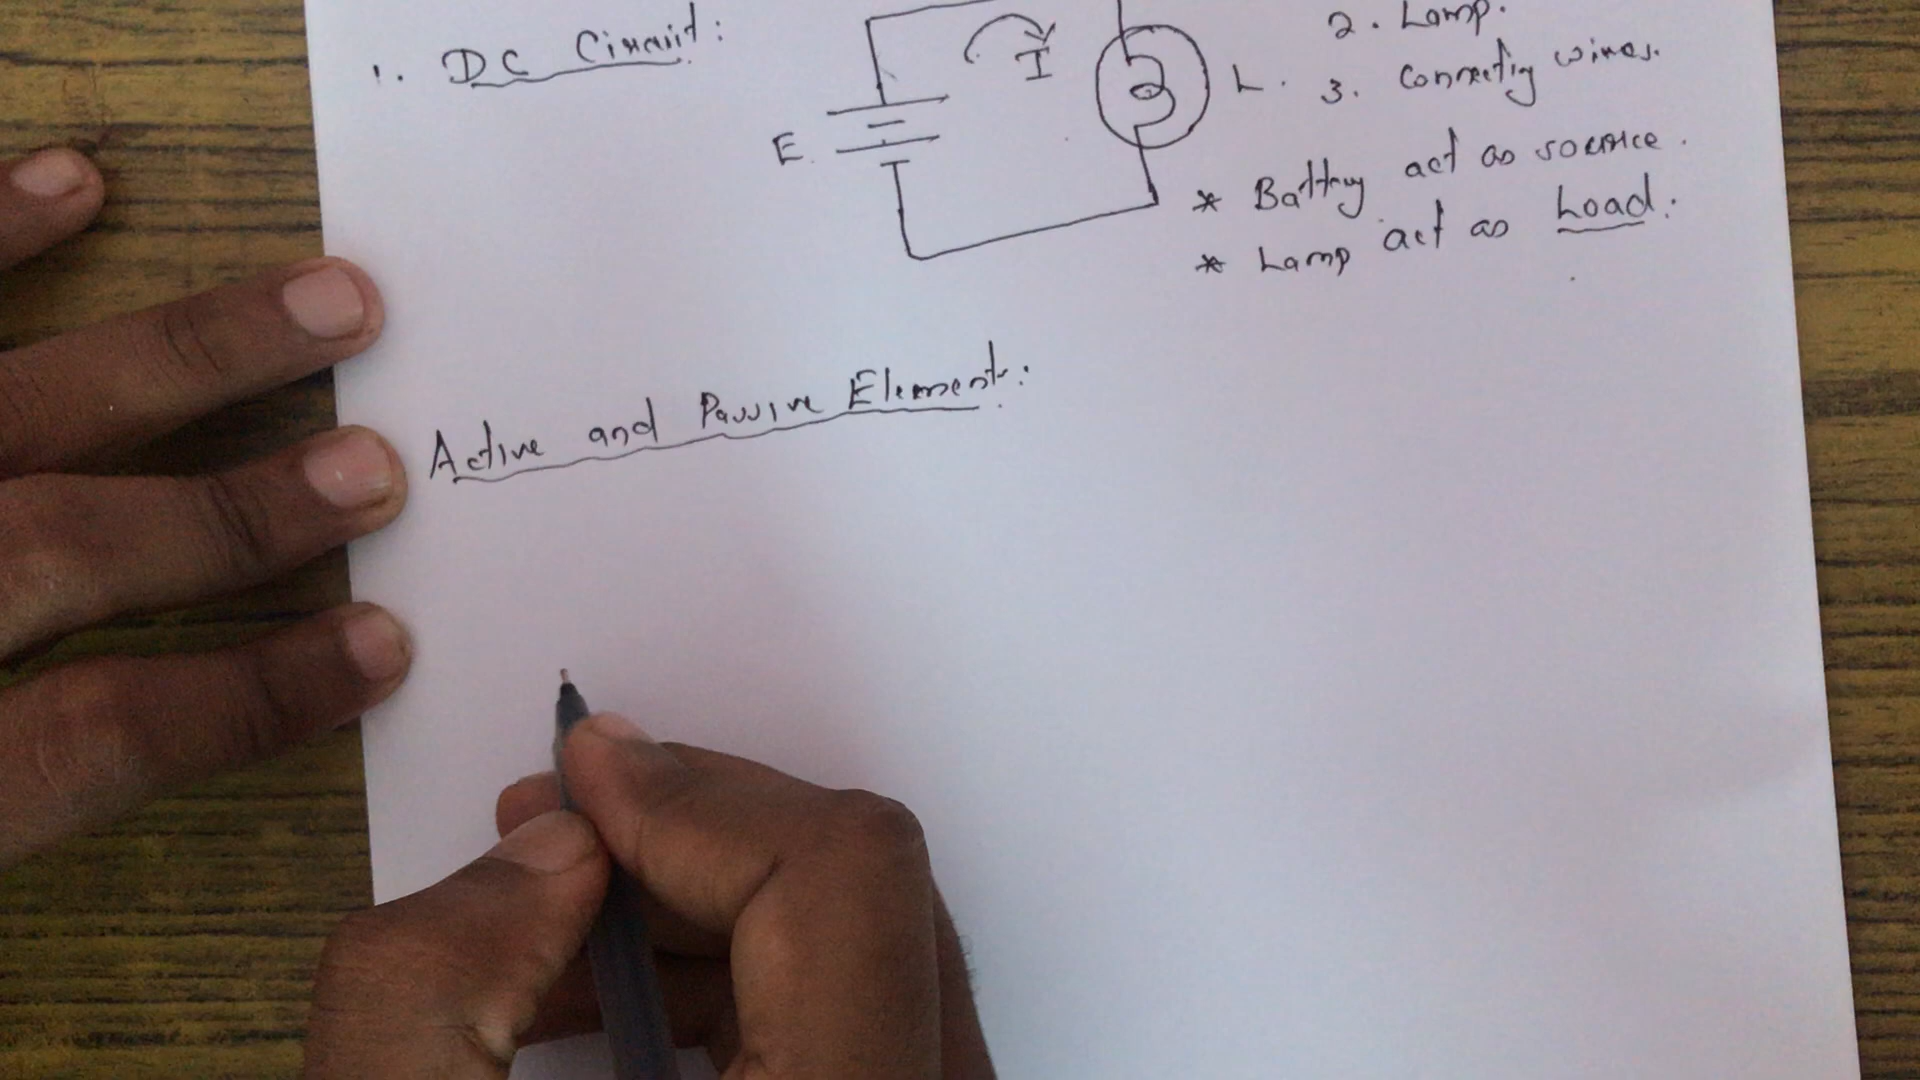 1. DC Circuit:
I
E.
L.
2. Lamp.
3. Connecting wires.
* Battery act as source.
* Lamp act as Load.
Active and Passive Element: